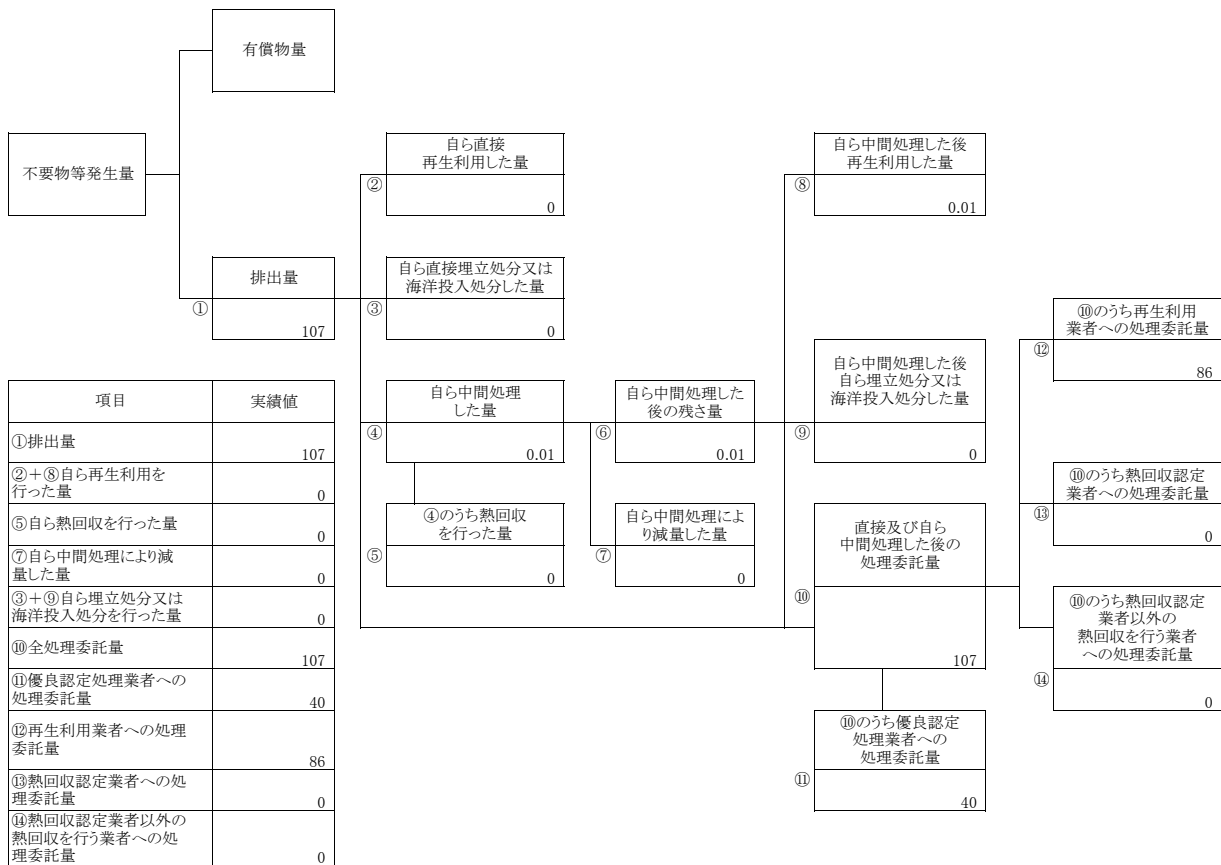 有償物量
不要物等発生量
排出量
①
107
自ら直接
再生利用した量
②
0
自ら直接埋立処分又は
海洋投入処分した量
③
0
自ら中間処理
した量
④
0.01
④のうち熱回収
を行った量
⑤
0
自ら中間処理した
後の残さ量
⑥
0.01
自ら中間処理によ
り減量した量
⑦
0
自ら中間処理した後
再生利用した量
⑧
0.01
自ら中間処理した後
自ら埋立処分又は
海洋投入処分した量
⑨
0
直接及び自ら
中間処理した後の
処理委託量
⑩
107
⑩のうち優良認定
処理業者への
処理委託量
⑪
40
⑩のうち再生利用
業者への処理委託量
⑫
86
⑩のうち熱回収認定
業者への処理委託量
⑬
0
⑩のうち熱回収認定
業者以外の
熱回収を行う業者
への処理委託量
⑭
0
項目 実績値
①排出量
107
②+⑧自ら再生利用を
行った量 0
⑤自ら熱回収を行った量
0
⑦自ら中間処理により減
量した量 0
③+⑨自ら埋立処分又は
海洋投入処分を行った量 0
⑩全処理委託量
107
⑪優良認定処理業者への
処理委託量 40
⑫再生利用業者への処理
委託量
86
⑬熱回収認定業者への処
理委託量 0
⑭熱回収認定業者以外の
熱回収を行う業者への処
理委託量 0